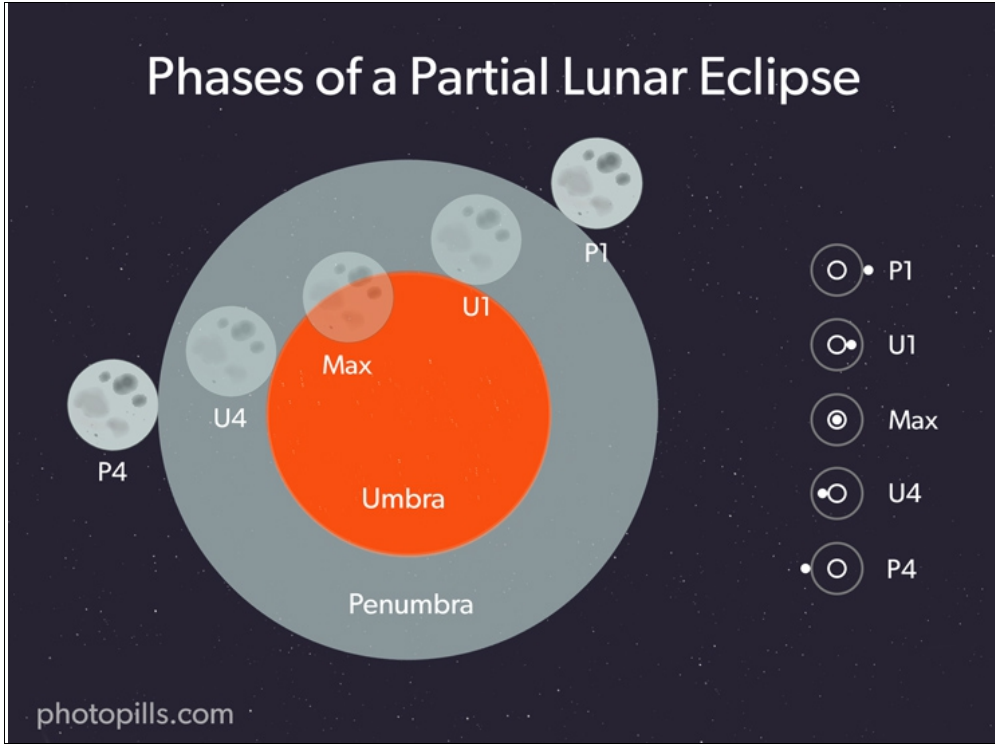 Phases of a Partial Lunar Eclipse
P1
U1
Max
U4
P4
Umbra
Penumbra
P1
U1
Max
U4
P4
photopills.com